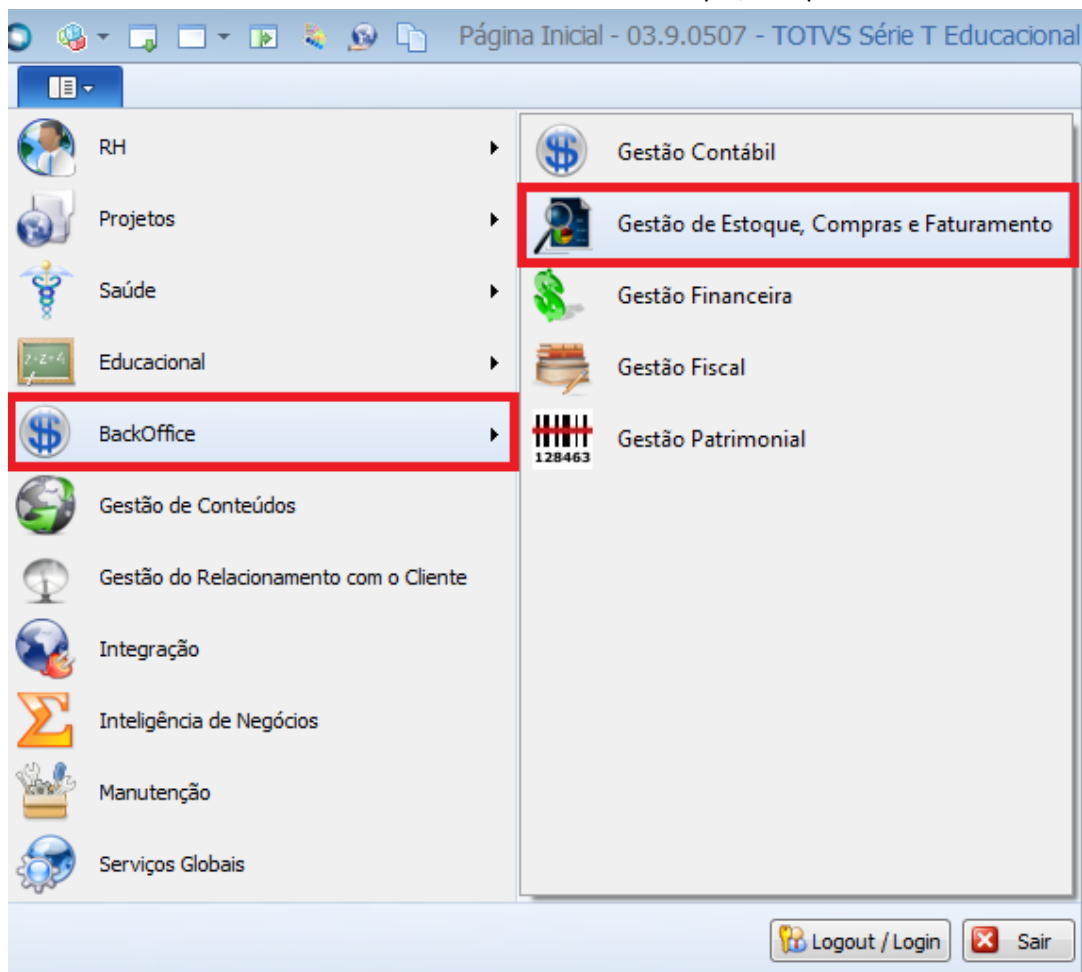 Página Inicial - 03.9.0507 - TOTVS Série T Educacional
RH
Projetos
Saúde
Educacional
BackOffice
Gestão de Conteúdos
Gestão do Relacionamento com o Cliente
Integração
Inteligência de Negócios
Manutenção
Serviços Globais
Gestão Contábil
Gestão de Estoque, Compras e Faturamento
Gestão Financeira
Gestão Fiscal
128463
Gestão Patrimonial
Logout / Login
Sair